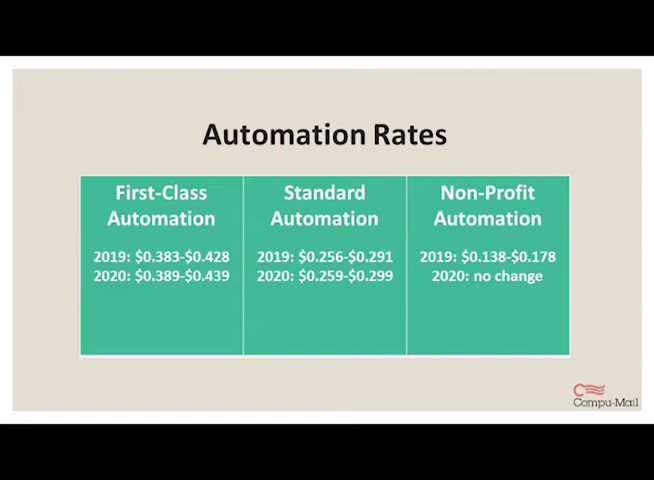 Automation Rates
First-Class
Automation
2019: $0.383-$0.428
2020: $0.389-$0.439
Standard
Automation
2019: $0.256-$0.291
2020: $0.259-$0.299
Non-Profit
Automation
2019: $0.138-$0.178
2020: no change
Compu-Mail